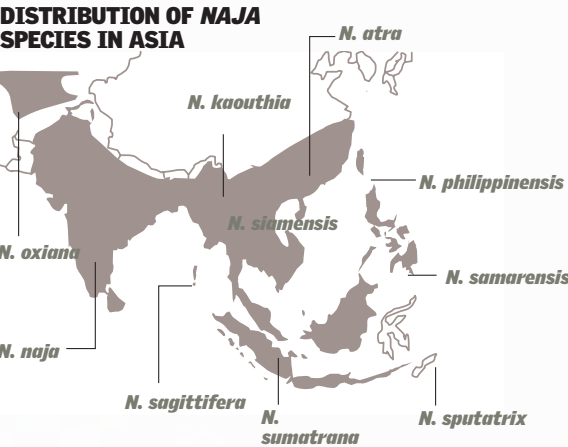 DISTRIBUTION OF NAJA
SPECIES IN ASIA
N. atra
N. kaouthia
N. philippinensis
N. siamensis
N. oxiana
N. samarensis
N. naja
N. sagittifera
N.
sumatrana
N. sputatrix